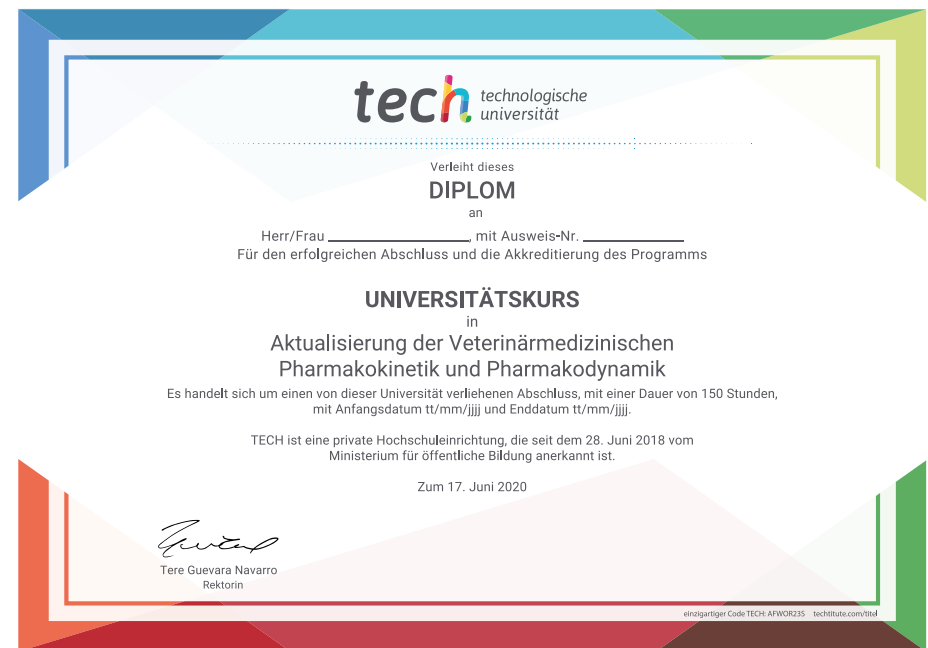 tech technologische
universität
Verleiht dieses
DIPLOM
an
Herr/Frau ____________________, mit Ausweis-Nr. ______________
Für den erfolgreichen Abschluss und die Akkreditierung des Programms
UNIVERSITÄTSKURS
in
Aktualisierung der Veterinärmedizinischen
Pharmakokinetik und Pharmakodynamik
Es handelt sich um einen von dieser Universität verliehenen Abschluss, mit einer Dauer von 150 Stunden,
mit Anfangsdatum tt/mm/jjjj und Enddatum tt/mm/jjjj.
TECH ist eine private Hochschuleinrichtung, die seit dem 28. Juni 2018 vom
Ministerium für öffentliche Bildung anerkannt ist.
Zum 17. Juni 2020
Tere Guevara Navarro
Rektorin
einzigartiger Code TECH: AFWOR23S techtitute.com/titel